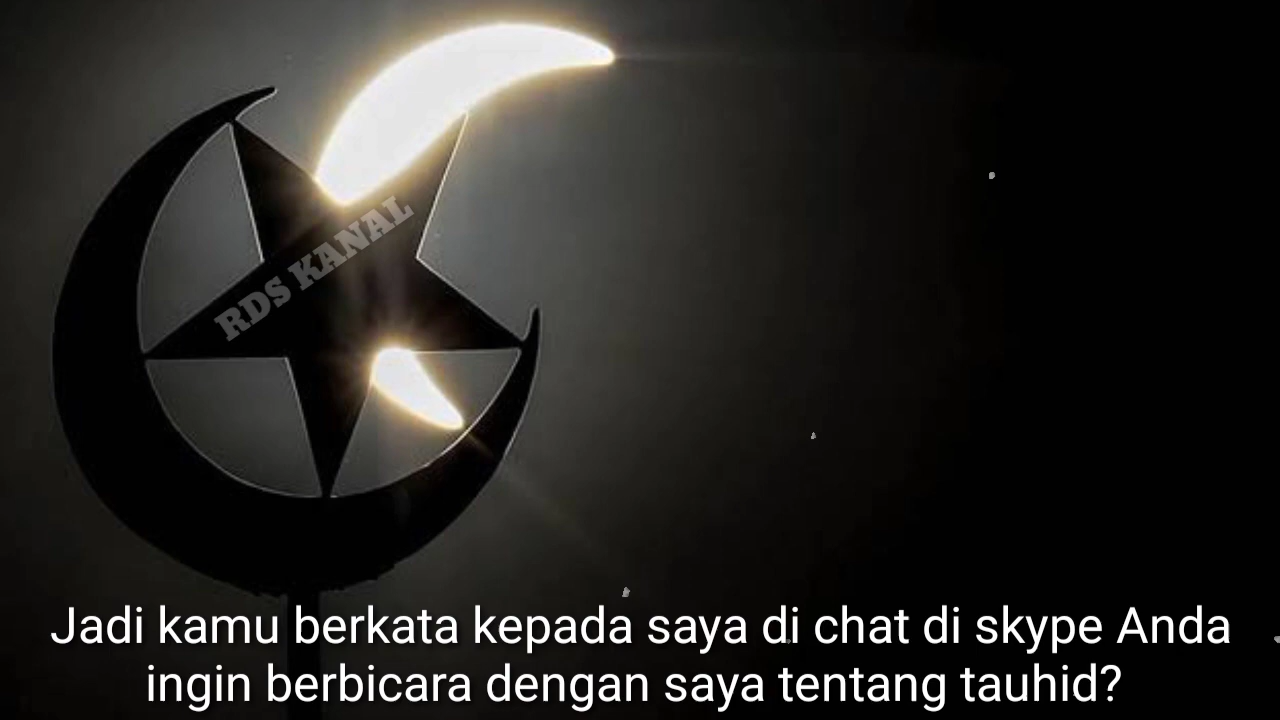 RDS KANAL
Jadi kamu berkata kepada saya di chat di skype Anda
ingin berbicara dengan saya tentang tauhid?